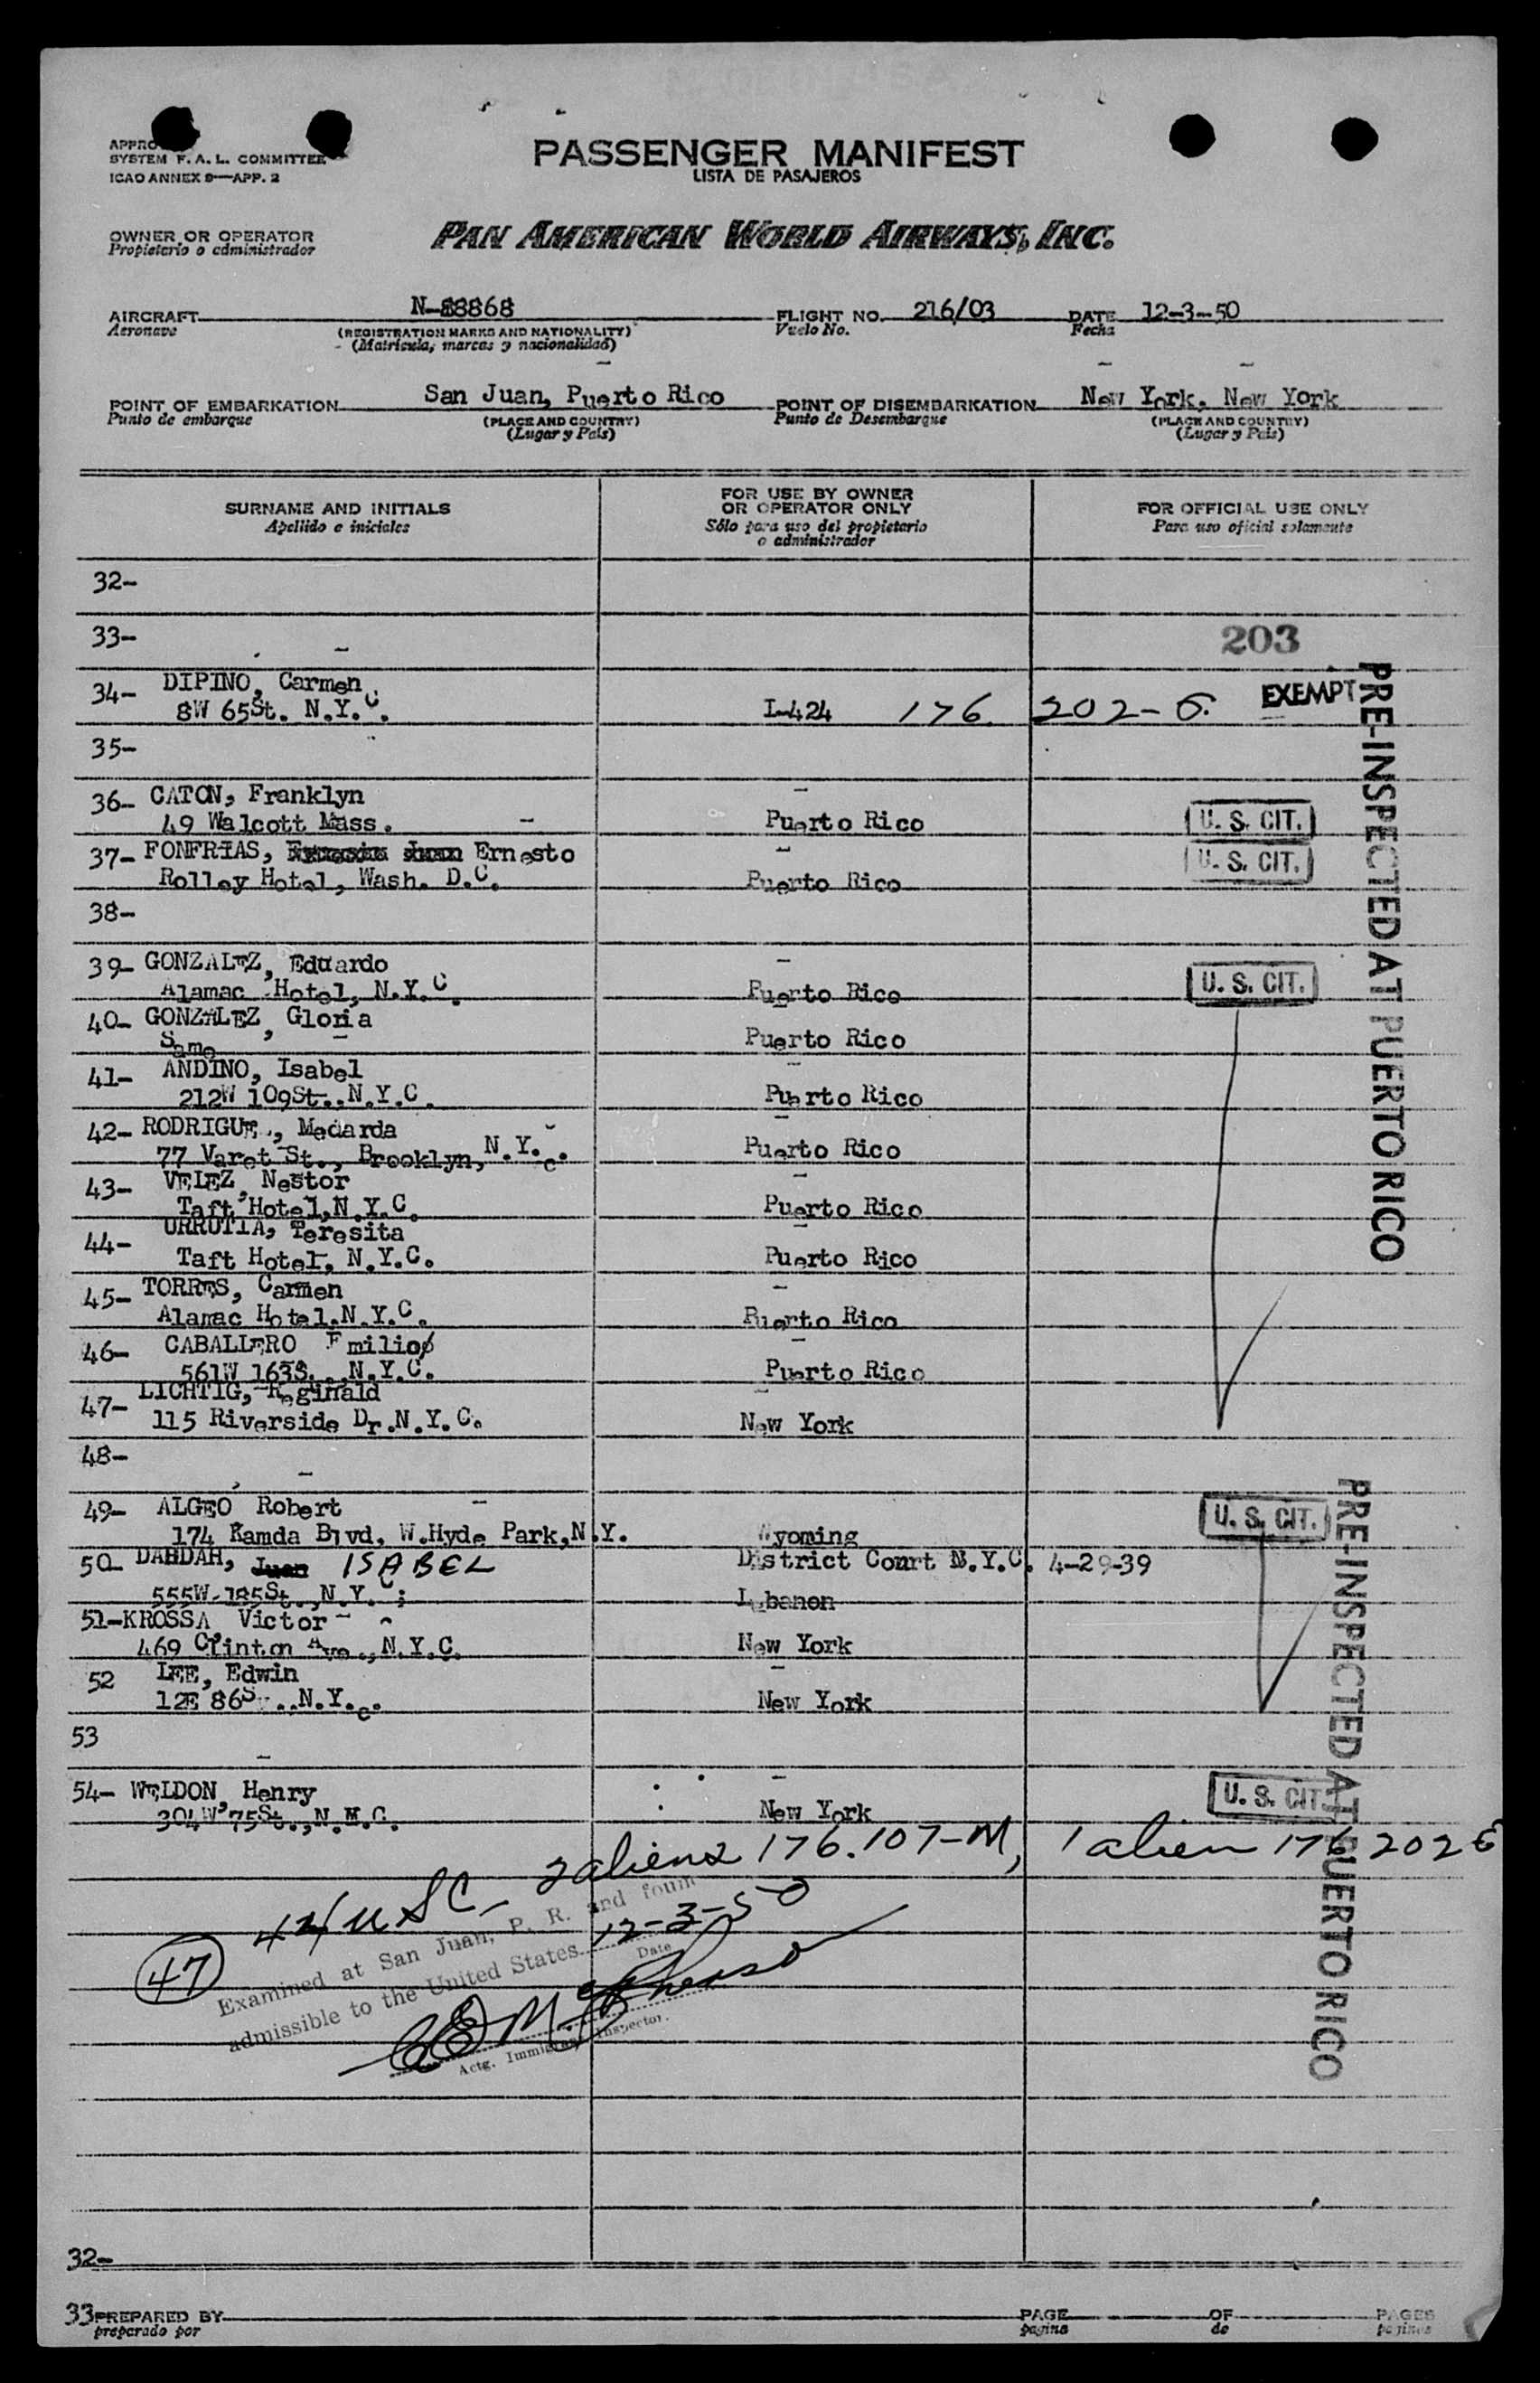 SYSTEM F. A. L. COMMITTEE
ICAO ANNEX 9—APP. 2
PASSENGER MANIFEST
LISTA DE PASAJEROS
OWNER OR OPERATOR
Propietario o administrador
PAN AMERICAN WORLD AIRWAYS, INC.
AIRCRAFT N-88868 FLIGHT NO. 216/03 DATE 12-3-50
Aeronave (REGISTRATION MARKS AND NATIONALITY) Vuelo No. Fecha
(Matrícula, marcas y nacionalidad)
POINT OF EMBARKATION San Juan, Puerto Rico POINT OF DISEMBARKATION New York, New York
Punto de embarque (PLACE AND COUNTRY) Punto de Desembarque (PLACE AND COUNTRY)
(Lugar y País) (Lugar y País)
SURNAME AND INITIALS FOR USE BY OWNER OR OPERATOR ONLY FOR OFFICIAL USE ONLY
Apellido e iniciales Sólo para uso del propietario o administrador Para uso oficial solamente
32-
33- 203
34- DIPINO, Carmen EXEMPT
8W 65St. N.Y.C. I-424 176. 202-6.
35-
36- CATON, Franklyn
49 Walcott Mass. Puerto Rico U. S. CIT.
37- FONFRIAS, Juan Ernesto U. S. CIT.
Rolley Hotel, Wash. D.C. Puerto Rico
38-
39- GONZALEZ, Eduardo
Alamac Hotel, N.Y.C. Puerto Rico U. S. CIT.
40- GONZALEZ, Gloria
Same Puerto Rico
41- ANDINO, Isabel
212W 109St., N.Y.C. Puerto Rico
42- RODRIGUE., Medarda
77 Varet St., Brooklyn, N.Y.C. Puerto Rico
43- VELEZ, Nestor
Taft Hotel, N.Y.C. Puerto Rico
44- URRUTIA, Teresita
Taft Hotel, N.Y.C. Puerto Rico
45- TORRES, Carmen
Alamac Hotel, N.Y.C. Puerto Rico
46- CABALLERO Emilio
561W 163S., N.Y.C. Puerto Rico
47- LICHTIG, Reginald
115 Riverside Dr.N.Y.C. New York
48-
49- ALGEO Robert
174 Kamda Blvd, W.Hyde Park,N.Y. Wyoming U. S. CIT.
50- DAHDAH, Juan ISABEL District Court N.Y.C. 4-29-39
555W-185St., N.Y.C; Lebanon
51-KROSSA Victor
469 Clinton Ave., N.Y.C. New York
52 LEE, Edwin
12E 86S..N.Y.C. New York
53
54- WELDON, Henry
304W 75St.,N.Y.C. New York U. S. CIT.
2 aliens 176.107-M, 1 alien 176 202 6
44 USC-
47
Examined at San Juan, P. R. and found
admissible to the United States 12-3-50
Date
Actg. Immigrant Inspector.
PRE-INSPECTED AT PUERTO RICO
PRE-INSPECTED AT PUERTO RICO
32-
33 PREPARED BY PAGE OF PAGES
preparado por pagina de paginas